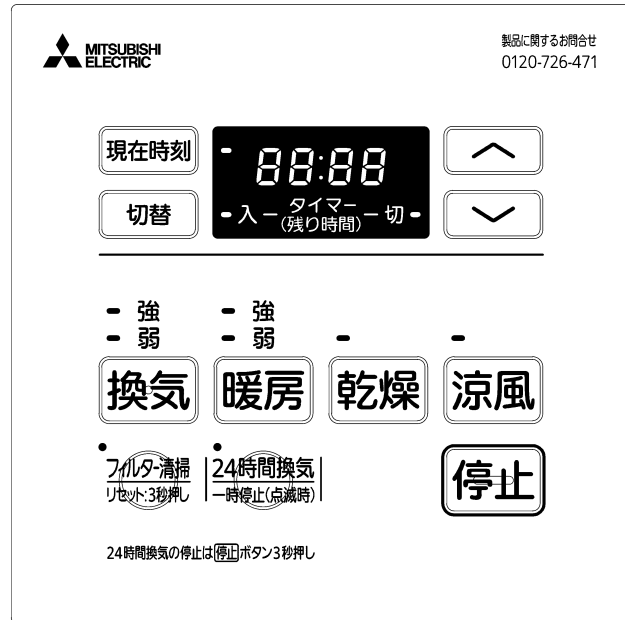 MITSUBISHI
ELECTRIC
製品に関するお問合せ
0120-726-471
現在時刻
88:88
切替
入 タイマー 切
(残り時間)
強 強
弱 弱
換気 暖房 乾燥 涼風
フィルター清掃 24時間換気
リセット:3秒押し 一時停止(点滅時)
停止
24時間換気の停止は停止ボタン3秒押し